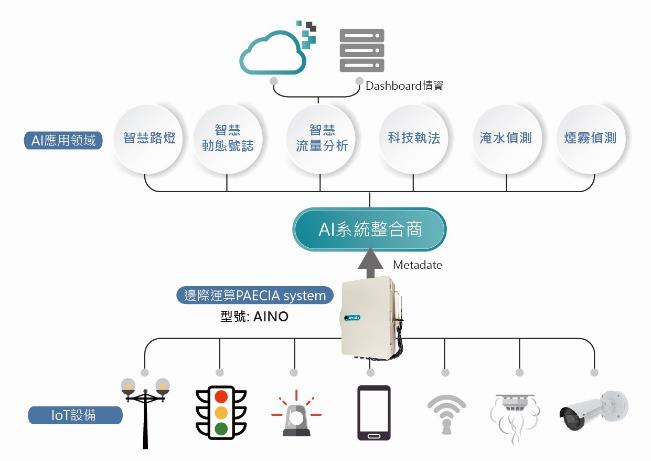 Dashboard情資
AI應用領域
智慧路燈
智慧
動態號誌
智慧
流量分析
科技執法
淹水偵測
煙霧偵測
AI系統整合商
Metadate
邊際運算PAECIA system
型號: AINO
IoT設備